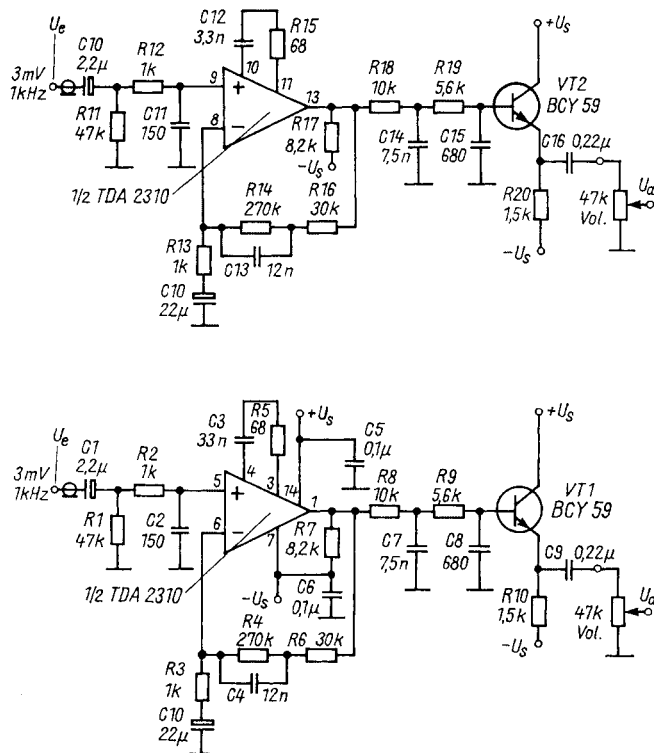 Ue
3mV
1kHz
C10
2,2µ
R11
47k
R12
1k
C11
150
C12
3,3n
R15
68
9
10
11
13
8
+
−
1/2 TDA 2310
R17
8,2k
-Us
R14
270k
R16
30k
C13
12n
R13
1k
C10
22µ
R18
10k
R19
5,6k
C14
7,5n
C15
680
+Us
VT2
BCY 59
C16
0,22µ
R20
1,5k
-Us
47k
Vol.
Ua
Ue
3mV
1kHz
C1
2,2µ
R1
47k
R2
1k
C2
150
C3
33n
R5
68
+Us
C5
0,1µ
5
4
3
14
1
6
7
+
−
1/2 TDA 2310
R7
8,2k
-Us
C6
0,1µ
R4
270k
R6
30k
C4
12n
R3
1k
C10
22µ
R8
10k
R9
5,6k
C7
7,5n
C8
680
+Us
VT1
BCY 59
C9
0,22µ
R10
1,5k
-Us
47k
Vol.
Ua